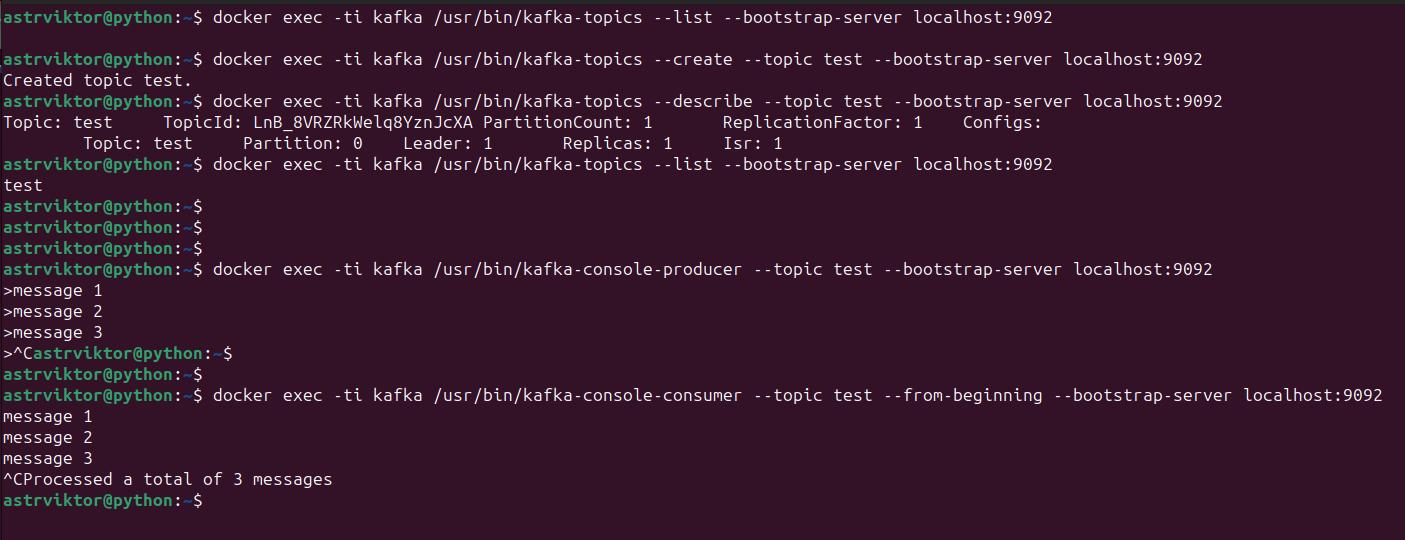 astrviktor@python:~$ docker exec -ti kafka /usr/bin/kafka-topics --list --bootstrap-server localhost:9092
astrviktor@python:~$ docker exec -ti kafka /usr/bin/kafka-topics --create --topic test --bootstrap-server localhost:9092
Created topic test.
astrviktor@python:~$ docker exec -ti kafka /usr/bin/kafka-topics --describe --topic test --bootstrap-server localhost:9092
Topic: test     TopicId: LnB_8VRZRkWelq8YznJcXA PartitionCount: 1       ReplicationFactor: 1    Configs:
        Topic: test     Partition: 0    Leader: 1       Replicas: 1     Isr: 1
astrviktor@python:~$ docker exec -ti kafka /usr/bin/kafka-topics --list --bootstrap-server localhost:9092
test
astrviktor@python:~$
astrviktor@python:~$
astrviktor@python:~$
astrviktor@python:~$ docker exec -ti kafka /usr/bin/kafka-console-producer --topic test --bootstrap-server localhost:9092
>message 1
>message 2
>message 3
>^Castrviktor@python:~$
astrviktor@python:~$
astrviktor@python:~$ docker exec -ti kafka /usr/bin/kafka-console-consumer --topic test --from-beginning --bootstrap-server localhost:9092
message 1
message 2
message 3
^CProcessed a total of 3 messages
astrviktor@python:~$